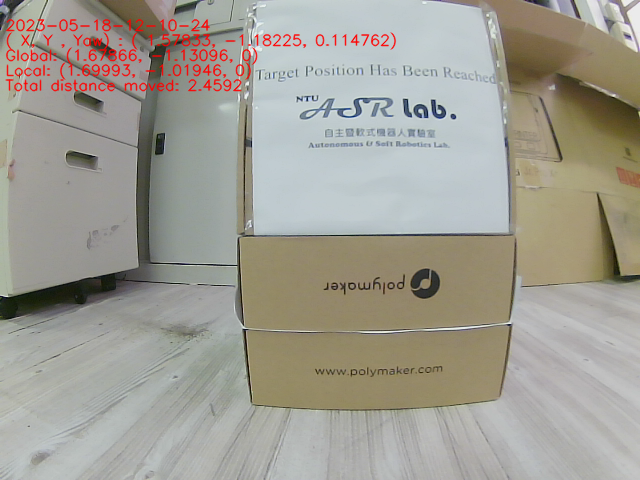 2023-05-18-12-10-24
( X, Y , Yaw) : ( 1.57833, -1.18225, 0.114762)
Global: (1.67866, -1.13096, 0)
Local: (1.69993, -1.01946, 0)
Total distance moved: 2.4592
Target Position Has Been Reached
NTU
ASR lab.
自主暨軟式機器人實驗室
Autonomous & Soft Robotics Lab.
polymaker
www.polymaker.com